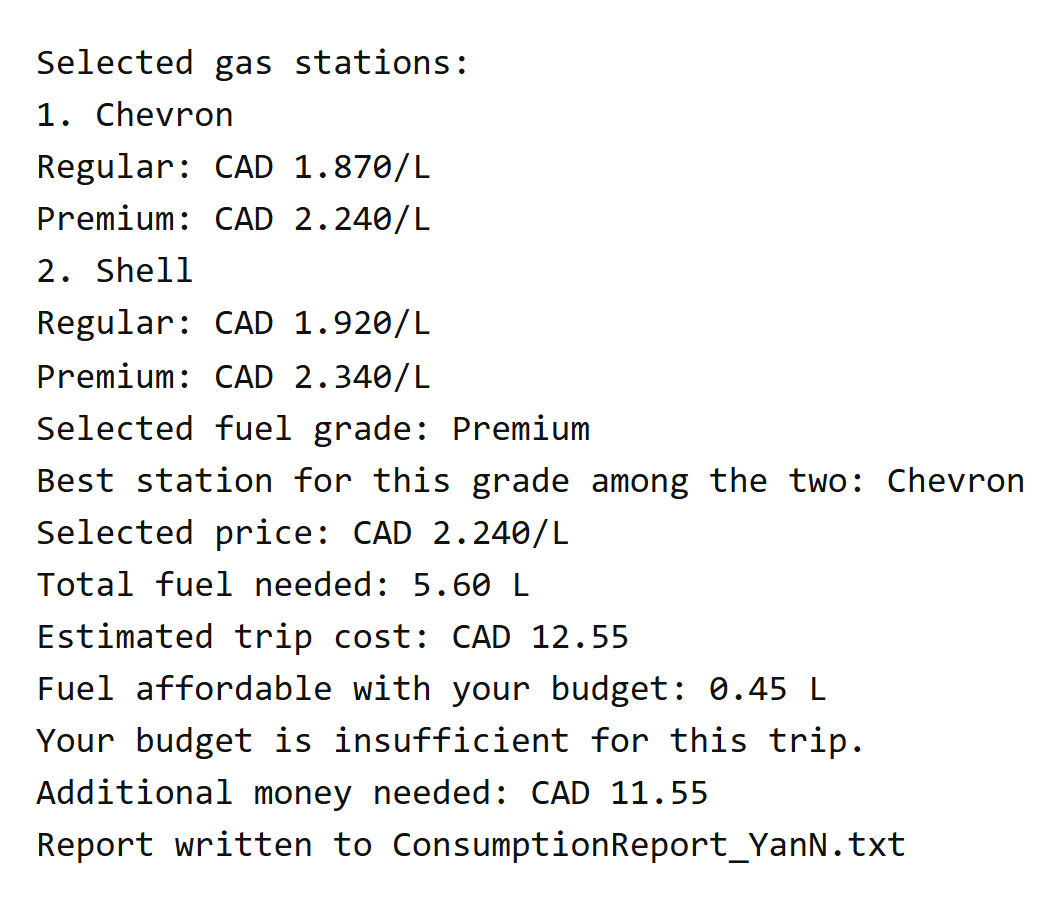 Selected gas stations:
1. Chevron
Regular: CAD 1.870/L
Premium: CAD 2.240/L
2. Shell
Regular: CAD 1.920/L
Premium: CAD 2.340/L
Selected fuel grade: Premium
Best station for this grade among the two: Chevron
Selected price: CAD 2.240/L
Total fuel needed: 5.60 L
Estimated trip cost: CAD 12.55
Fuel affordable with your budget: 0.45 L
Your budget is insufficient for this trip.
Additional money needed: CAD 11.55
Report written to ConsumptionReport_YanN.txt